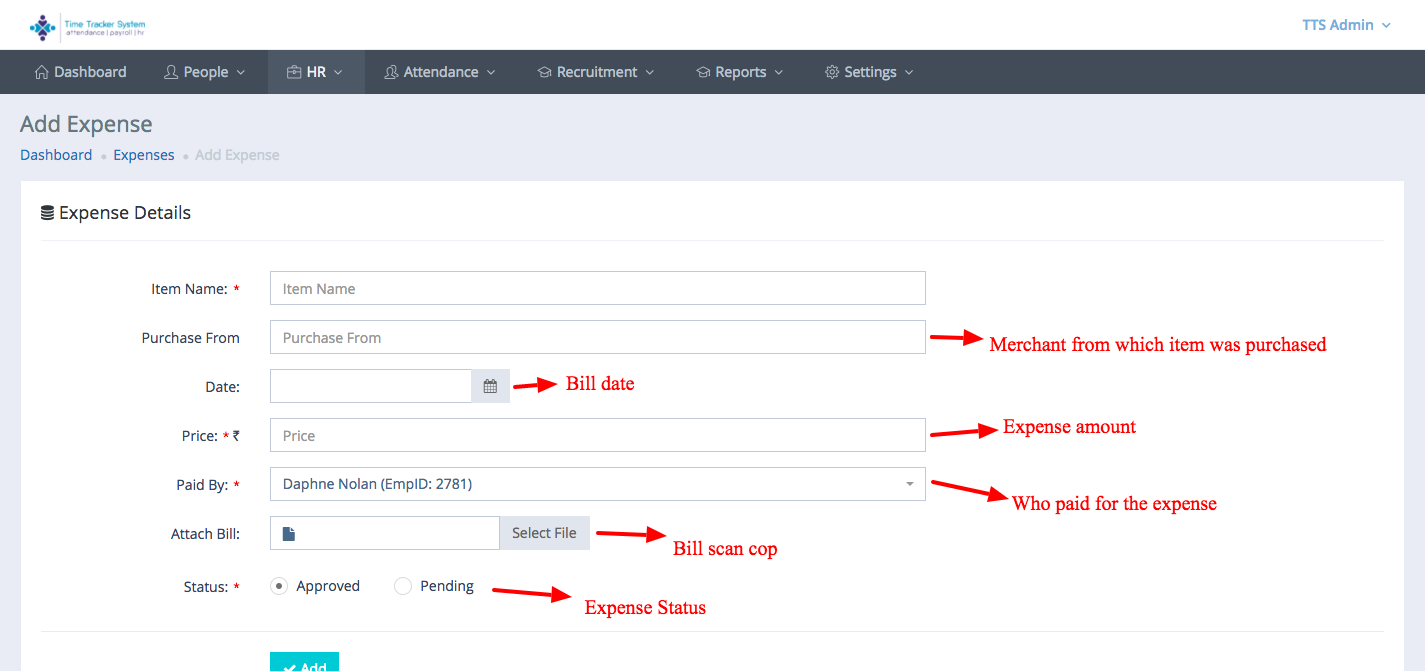 Time Tracker System
attendance | payroll | hr
TTS Admin
Dashboard People HR Attendance Recruitment Reports Settings
Add Expense
Dashboard Expenses Add Expense
Expense Details
Item Name: * Item Name
Purchase From Purchase From Merchant from which item was purchased
Date: Bill date
Price: * ₹ Price Expense amount
Paid By: * Daphne Nolan (EmpID: 2781) Who paid for the expense
Attach Bill: Select File Bill scan cop
Status: * Approved Pending Expense Status
Add